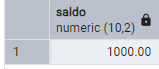 saldo
numeric (10,2)
1 1000.00